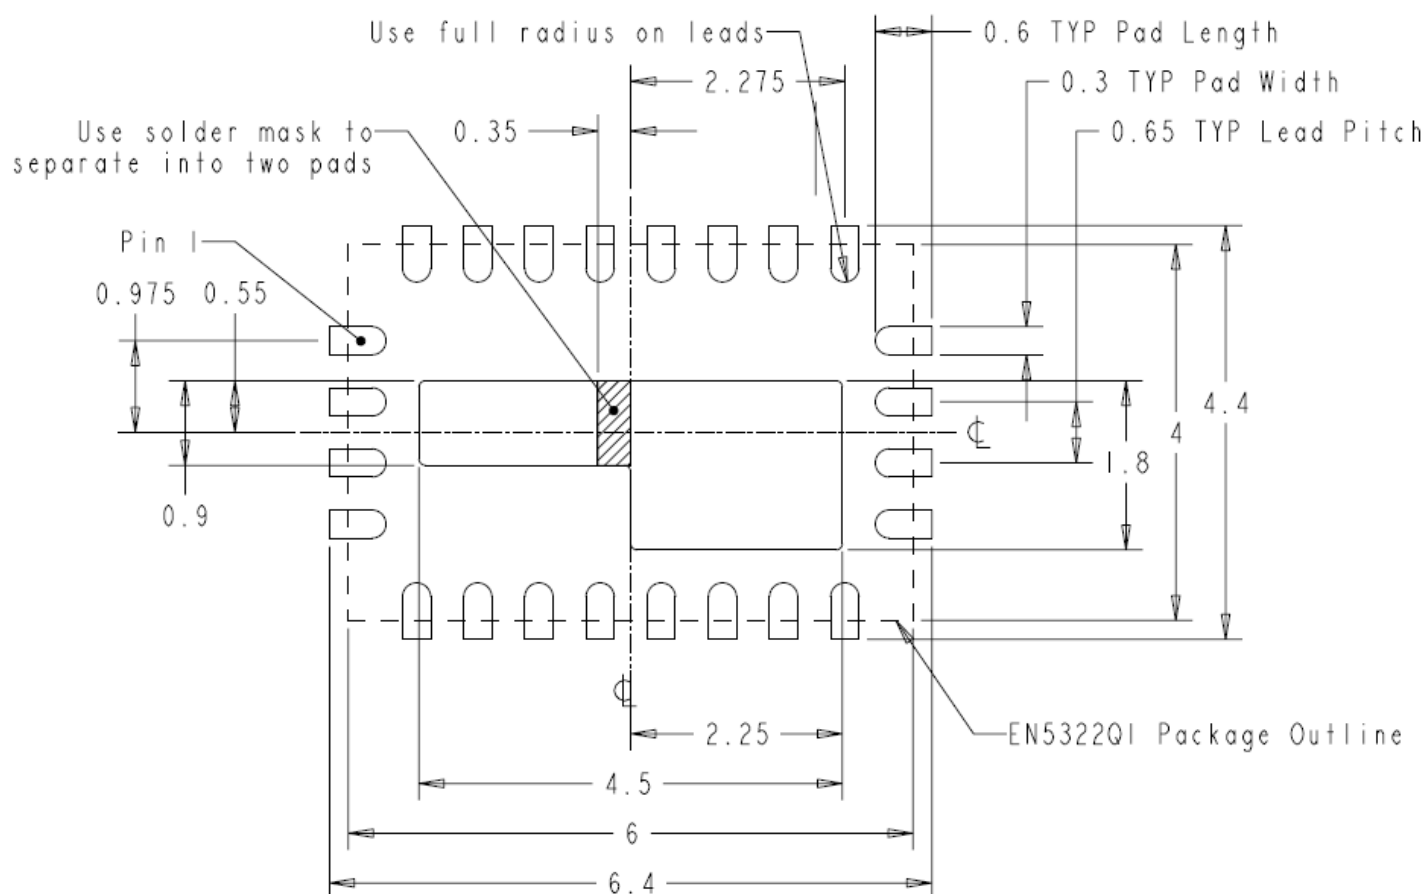 Use full radius on leads
0.6 TYP Pad Length
2.275
0.3 TYP Pad Width
Use solder mask to
separate into two pads
0.35
0.65 TYP Lead Pitch
Pin 1
0.975
0.55
4.4
4
1.8
0.9
2.25
EN5322QI Package Outline
4.5
6
6.4